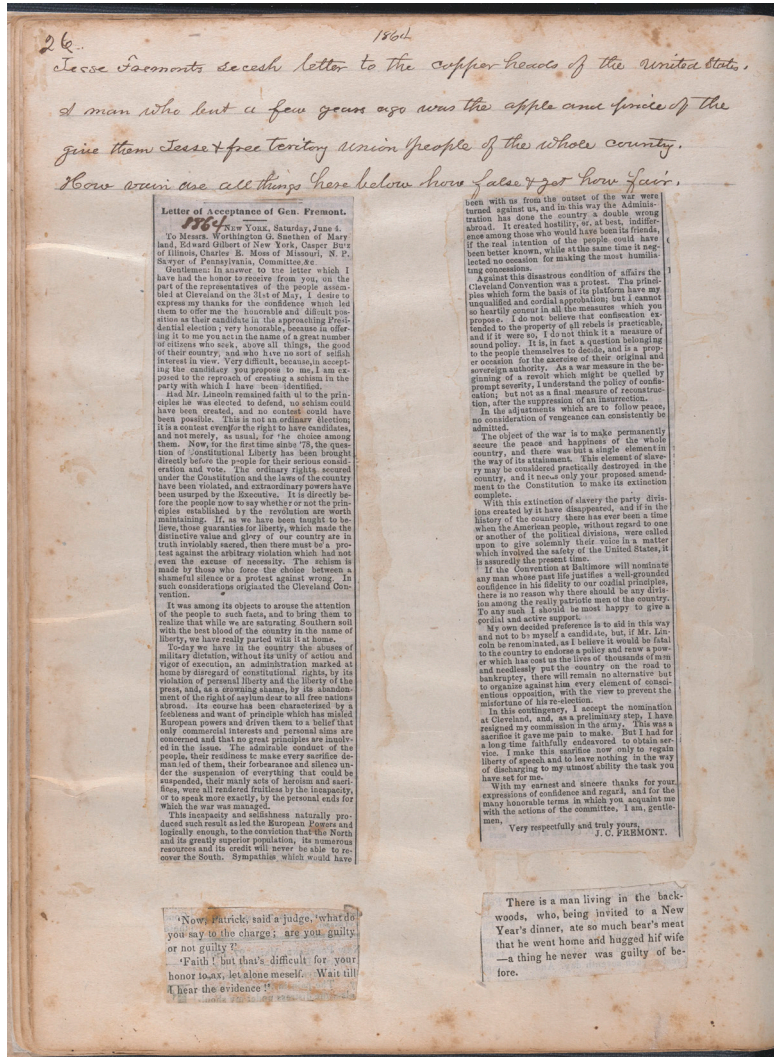 26.
1864
Jesse Fremonts secesh letter to the copper heads of the United States.
A man who but a few years ago was the apple and pride of the
give them Jesse & free teritory union people of the whole country.
How vain are all things here below how false & yet how fair.
Letter of Acceptance of Gen. Fremont.
1864
NEW YORK, Saturday, June 4.
To Messrs. Worthington G. Snethen of Mary
land, Edward Gilbert of New York, Casper Butz
of Illinois, Charles E. Moss of Missouri, N. P.
Sawyer of Pennsylvania, Committee,&c.
Gentlemen: In answer to the letter which I
have had the honor to receive from you, on the
part of the representatives of the people assem-
bled at Cleveland on the 31st of May, I desire to
express my thanks for the confidence which led
them to offer me the honorable and difficult pos-
sition as their candidate in the approaching Presi-
dential election; very honorable, because in offer-
ing it to me you act in the name of a great number
of citizens who seek, above all things, the good
of their country, and who have no sort of selfish
interest in view. Very difficult, because,in accept-
ing the candidacy you propose to me, I am ex-
posed to the reproach of creating a schism in the
party with which I have been identified.
Had Mr. Lincoln remained faith ul to the prin-
ciples he was elected to defend, no schism could
have been created, and no contest could have
been possible. This is not an ordinary election;
it is a contest even for the right to have candidates,
and not merely, as usual, for the choice among
them. Now, for the first time sinbe '78, the ques-
tion of Constitutional Liberty has been brought
directly before the people for their serious consid-
eration and vote. The ordinary rights secured
under the Constitution and the laws of the country
have been violated, and extraordinary powers have
been usurped by the Executive. It is directly be-
fore the people now to say whether or not the prin-
ciples established by the revolution are worth
maintaining. If, as we have been taught to be-
lieve, those guaranties for liberty, which made the
distinctive value and glory of our country are in
truth inviolably sacred, then there must be a pro-
test against the arbitrary violation which had not
even the excuse of necessity. The schism is
made by those who force the choice between a
shameful silence or a protest against wrong. In
such considerations originated the Cleveland Con-
vention.
It was among its objects to arouse the attention
of the people to such facts, and to bring them to
realize that while we are saturating Southern soil
with the best blood of the country in the name of
liberty, we have really parted with it at home.
To-day we have in the country the abuses of
military dictation, without its unity of action and
vigor of execution, an administration marked at
home by disregard of constitutional rights, by its
violation of personal liberty and the liberty of the
press, and, as a crowning shame, by its abandon-
ment of the right of asylum dear to all free nations
abroad. Its course has been characterized by a
feebleness and want of principle which has misled
European powers and driven them to a belief that
only commercial interests and personal aims are
concerned and that no great principles are involv-
ed in the issue. The admirable conduct of the
people, their readiness to make every sacrifice de-
manded of them, their forbearance and silence un-
der the suspension of everything that could be
suspended, their manly acts of heroism and sacri-
fices, were all rendered fruitless by the incapacity,
or to speak more exactly, by the personal ends for
which the war was managed.
This incapacity and selfishness naturally pro-
duced such result as led the European Powers and
logically enough, to the conviction that the North
and its greatly superior population, its numerous
resources and its credit will never be able to re-
cover the South. Sympathies which would have
been with us from the outset of the war were
turned against us, and in this way the Adminis-
tration has done the country a double wrong
abroad. It created hostility, or, at best, indiffer-
ence among those who would have been its friends,
if the real intention of the people could have
been better known, while at the same time it neg-
lected no occasion for making the most humilia-
ting concessions.
Against this disastrous condition of affairs the
Cleveland Convention was a protest. The princi-
ples which form the basis of its platform have my
unqualified and cordial approbation; but I cannot
so heartily concur in all the measures which you
propose. I do not believe that confiscation ex-
tended to the property of all rebels is practicable,
and if it were so, I do not think it a measure of
sound policy. It is, in fact a question belonging
to the people themselves to decide, and is a prop-
er occasion for the exercise of their original and
sovereign authority. As a war measure in the be-
ginning of a revolt which might be quelled by
prompt severity, I understand the policy of confis-
cation; but not as a final measure of reconstruc-
tion, after the suppression of an insurrection.
In the adjustments which are to follow peace,
no consideration of vengeance can consistently be
admitted.
The object of the war is to make permanently
secure the peace and happiness of the whole
country, and there was but a single element in
the way of its attainment. This element of slave-
ry may be considered practically destroyed in the
country, and it needs only your proposed amend-
ment to the Constitution to make its extinction
complete.
With this extinction of slavery the party divis-
ions created by it have disappeared, and if in the
history of the country there has ever been a time
when the American people, without regard to one
or another of the political divisions, were called
upon to give solemnly their voice in a matter
which involved the safety of the United States, it
is assuredly the present time.
If the Convention at Baltimore will nominate
any man whose past life justifies a well-grounded
confidence in his fidelity to our cordial principles,
there is no reason why there should be any divis-
ion among the really patriotic men of the country.
To any such I should be most happy to give a
cordial and active support.
My own decided preference is to aid in this way
and not to be myself a candidate, but, if Mr. Lin-
coln be renominated, as I believe it would be fatal
to the country to endorse a policy and renw a pow-
er which has cost us the lives of thousands of men
and needlessly put the country on the road to
bankruptcy, there will remain no alternative but
to organise against him every element of consci-
entious opposition, with the view to prevent the
misfortune of his re-election.
In this contingency, I accept the nomination
at Cleveland, and, as a preliminary step, I have
resigned my commission in the army. This was a
sacrifice it gave me pain to make. But I had for
a long time faithfully endeavored to obtain ser-
vice. I make this sacrifice now only to regain
liberty of speech and to leave nothing in the way
of discharging to my utmost ability the task you
have set for me.
With my earnest and sincere thanks for your
expressions of confidence and regard, and for the
many honorable terms in which you acquaint me
with the actions of the committee, I am, gentle-
men,
Very respectfully and truly yours,
J. C. FREMONT.
'Now, Patrick, said a judge, 'what do
you say to the charge; are you guilty
or not guilty?'
'Faith! but that's difficult for your
honor to ax, let alone meself. Wait till
I hear the evidence!'
There is a man living in the back-
woods, who, being invited to a New
Year's dinner, ate so much bear's meat
that he went home and hugged hif wife
—a thing he never was guilty of be-
fore.